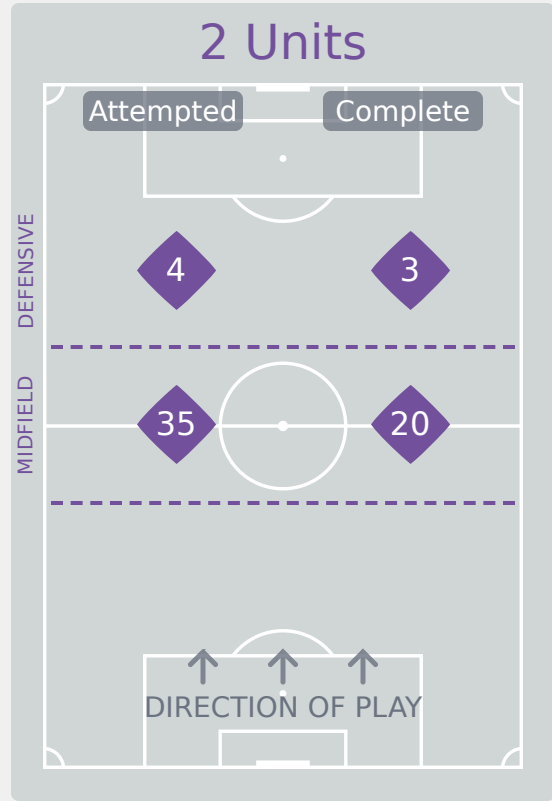 2 Units
Attempted Complete
DEFENSIVE
4 3
MIDFIELD
35 20
DIRECTION OF PLAY